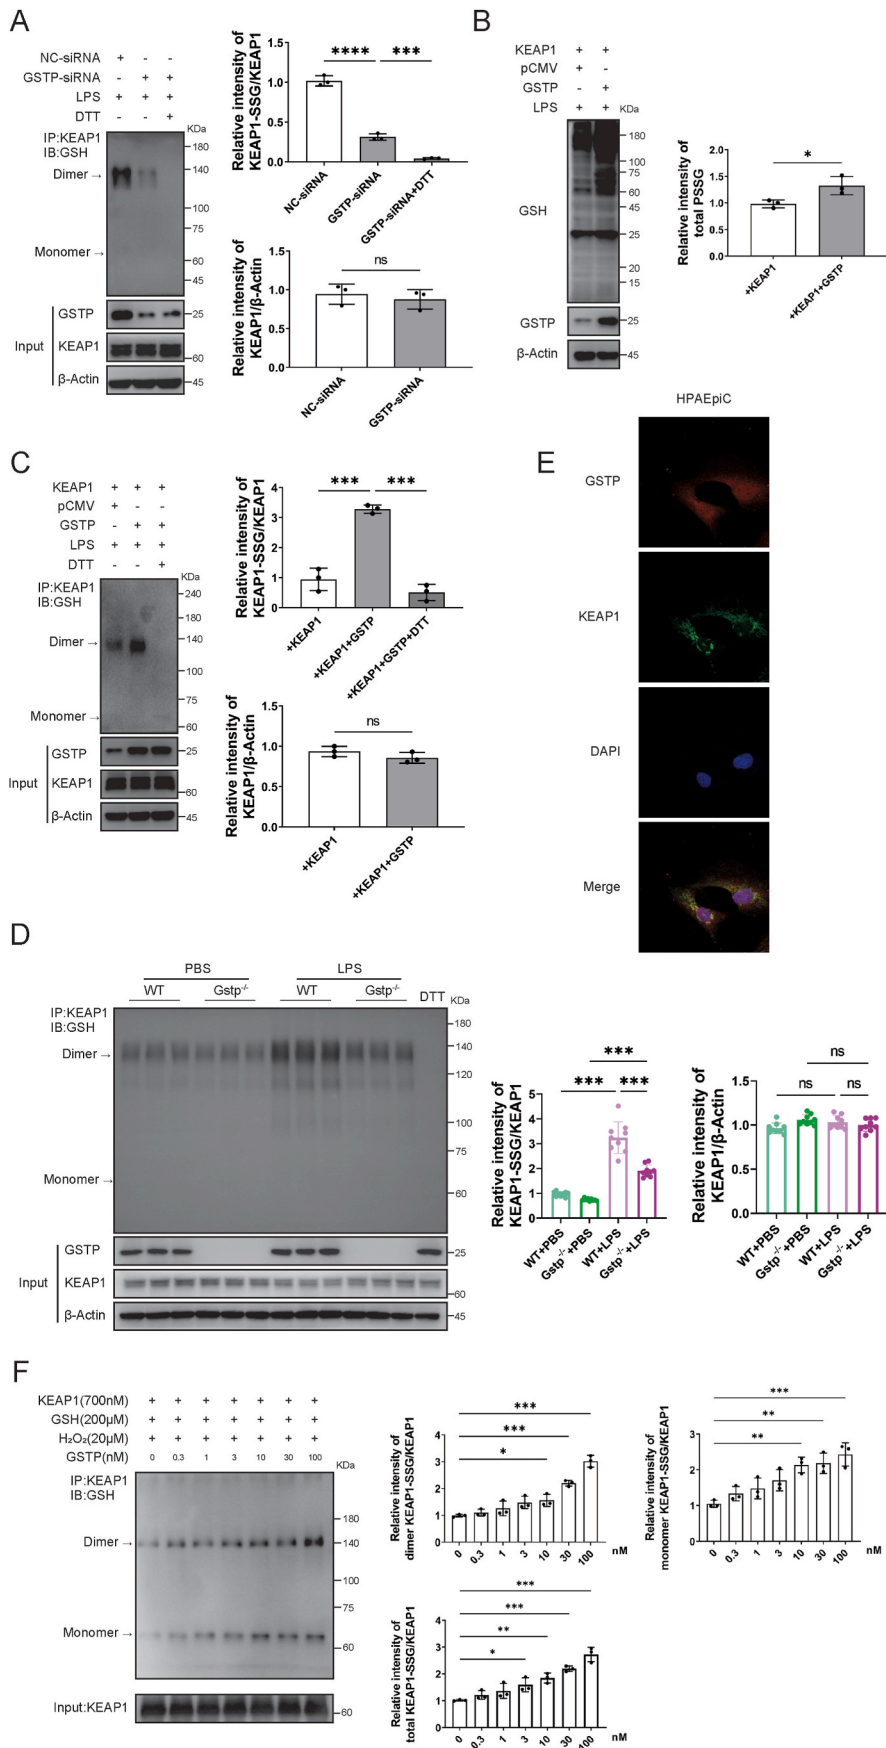 A
NC-siRNA + - -
GSTP-siRNA - + +
LPS + + +
DTT - - +
KDa
IP:KEAP1
IB:GSH
180
Dimer → 140
100
75
Monomer →
60
45
GSTP 25
Input KEAP1 60
β-Actin 45
Relative intensity of
KEAP1-SSG/KEAP1
**** ***
1.5
1.0
0.5
0.0
NC-siRNA
GSTP-siRNA
GSTP-siRNA+DTT
Relative intensity of
KEAP1/β-Actin
ns
1.5
1.0
0.5
0.0
NC-siRNA
GSTP-siRNA
B
KEAP1 + +
pCMV + -
GSTP - +
LPS + + KDa
180
100
75
60
45
GSH
25
20
15
GSTP 25
β-Actin 45
Relative intensity of
total PSSG
*
2.0
1.5
1.0
0.5
0.0
+KEAP1
+KEAP1+GSTP
C
KEAP1 + + +
pCMV + - -
GSTP - + +
LPS + + +
DTT - - +
KDa
IP:KEAP1
IB:GSH
240
180
Dimer → 140
100
75
Monomer →
60
GSTP 25
Input KEAP1 60
β-Actin 45
Relative intensity of
KEAP1-SSG/KEAP1
*** ***
4
3
2
1
0
+KEAP1
+KEAP1+GSTP
+KEAP1+GSTP+DTT
Relative intensity of
KEAP1/β-Actin
ns
1.5
1.0
0.5
0.0
+KEAP1
+KEAP1+GSTP
E
HPAEpiC
GSTP
KEAP1
DAPI
Merge
D
PBS LPS
WT Gstp-/- WT Gstp-/- DTT KDa
IP:KEAP1
IB:GSH
180
140
Dimer →
120
100
75
Monomer →
60
GSTP 25
Input KEAP1 60
β-Actin 45
Relative intensity of
KEAP1-SSG/KEAP1
***
*** ***
5
4
3
2
1
0
WT+PBS
Gstp-/-+PBS
WT+LPS
Gstp-/-+LPS
Relative intensity of
KEAP1/β-Actin
ns
ns ns
1.5
1.0
0.5
0.0
WT+PBS
Gstp-/-+PBS
WT+LPS
Gstp-/-+LPS
F
KEAP1(700nM) + + + + + + +
GSH(200μM) + + + + + + +
H₂O₂(20μM) + + + + + + +
GSTP(nM) 0 0.3 1 3 10 30 100
KDa
IP:KEAP1
IB:GSH
180
Dimer → 140
100
75
Monomer →
60
Input:KEAP1 60
Relative intensity of
dimer KEAP1-SSG/KEAP1
***
***
*
4
3
2
1
0
0 0.3 1 3 10 30 100 nM
Relative intensity of
monomer KEAP1-SSG/KEAP1
***
**
**
3
2
1
0
0 0.3 1 3 10 30 100 nM
Relative intensity of
total KEAP1-SSG/KEAP1
***
***
**
*
4
3
2
1
0
0 0.3 1 3 10 30 100 nM